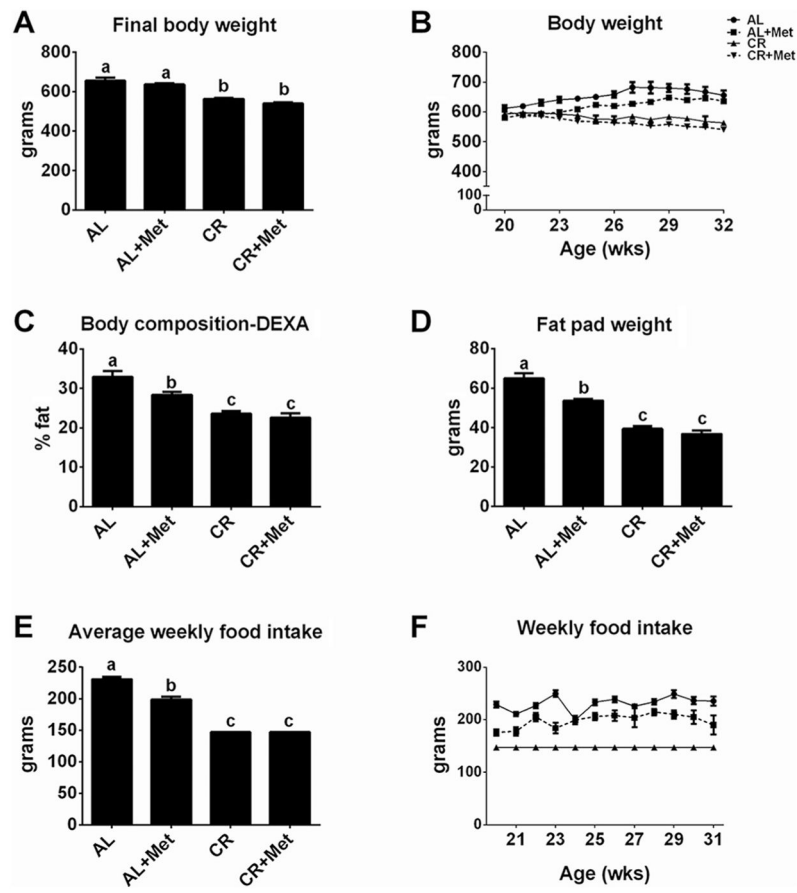 A Final body weight
grams
800
600
400
200
0
a a b b
AL AL+Met CR CR+Met
B Body weight
AL
AL+Met
CR
CR+Met
grams
800
700
600
500
400
100
0
20 23 26 29 32
Age (wks)
C Body composition-DEXA
% fat
40
30
20
10
0
a b c c
AL AL+Met CR CR+Met
D Fat pad weight
grams
80
60
40
20
0
a b c c
AL AL+Met CR CR+Met
E Average weekly food intake
grams
250
200
150
100
50
0
a b c c
AL AL+Met CR CR+Met
F Weekly food intake
grams
300
200
100
0
21 23 25 27 29 31
Age (wks)